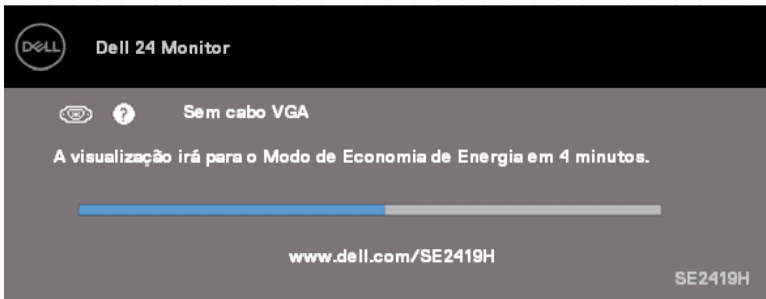 DELL
Dell 24 Monitor
? Sem cabo VGA
A visualização irá para o Modo de Economia de Energia em 4 minutos.
www.dell.com/SE2419H
SE2419H